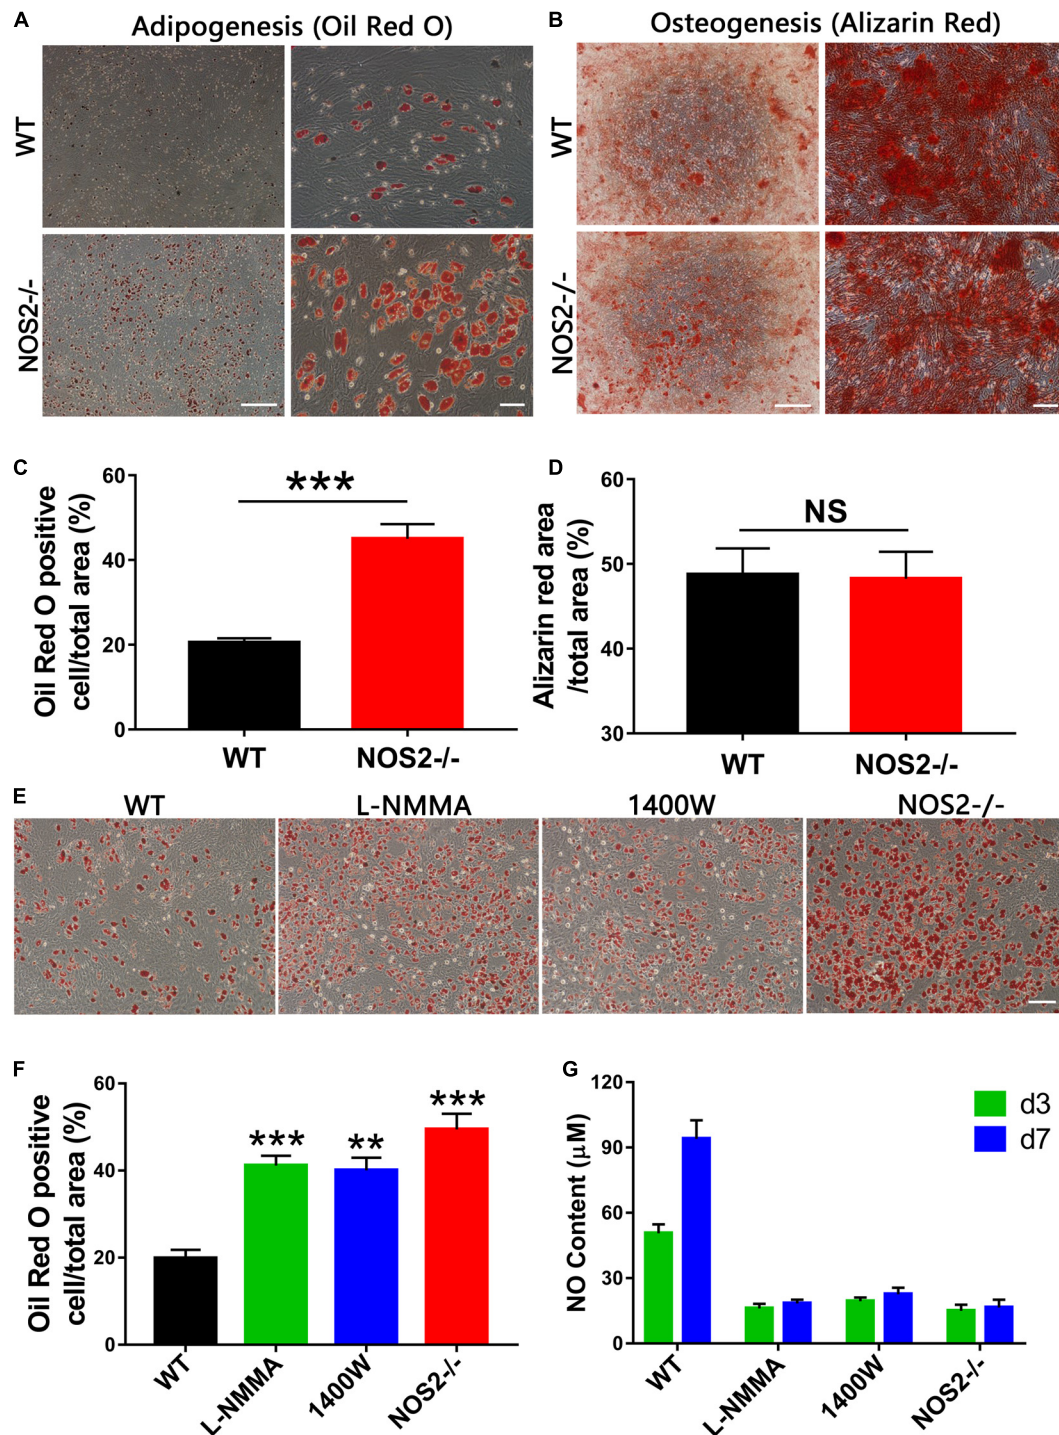 A
Adipogenesis (Oil Red O)
WT
NOS2-/-
B
Osteogenesis (Alizarin Red)
WT
NOS2-/-
C
Oil Red O positive
cell/total area (%)
60
40
20
0
***
WT
NOS2-/-
D
Alizarin red area
/total area (%)
60
50
40
30
NS
WT
NOS2-/-
E
WT
L-NMMA
1400W
NOS2-/-
F
Oil Red O positive
cell/total area (%)
60
40
20
0
***
**
***
WT
L-NMMA
1400W
NOS2-/-
G
NO Content (μM)
120
90
60
30
0
d3
d7
WT
L-NMMA
1400W
NOS2-/-